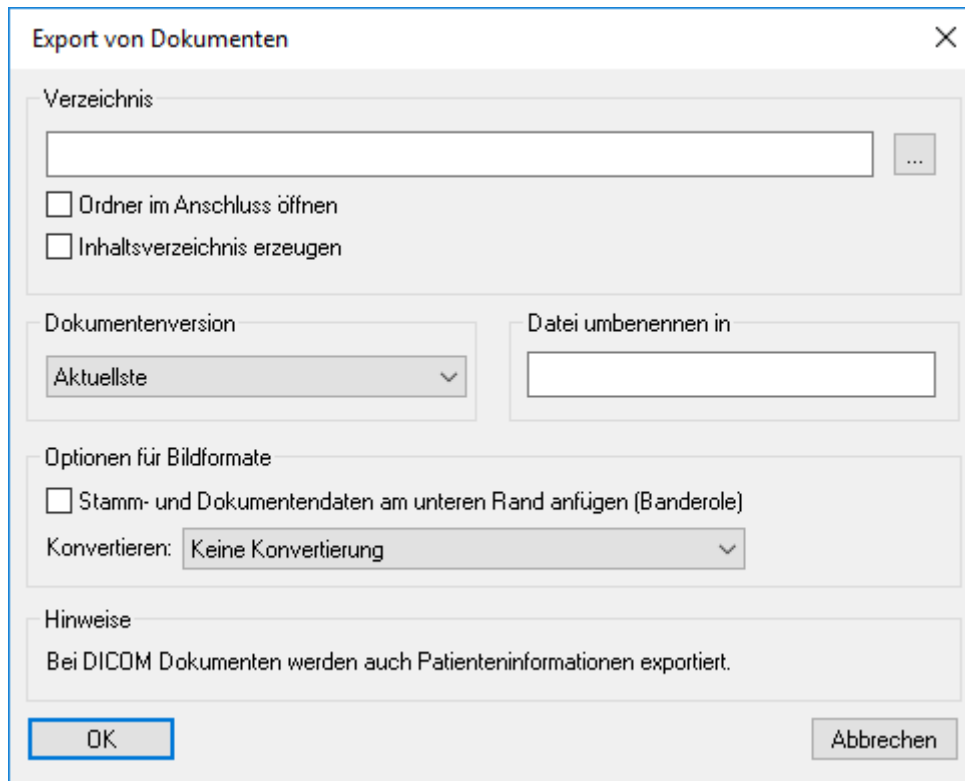 Export von Dokumenten
Verzeichnis
...
Ordner im Anschluss öffnen
Inhaltsverzeichnis erzeugen
Dokumentenversion
Datei umbenennen in
Aktuellste
Optionen für Bildformate
Stamm- und Dokumentendaten am unteren Rand anfügen (Banderole)
Konvertieren: Keine Konvertierung
Hinweise
Bei DICOM Dokumenten werden auch Patienteninformationen exportiert.
OK Abbrechen